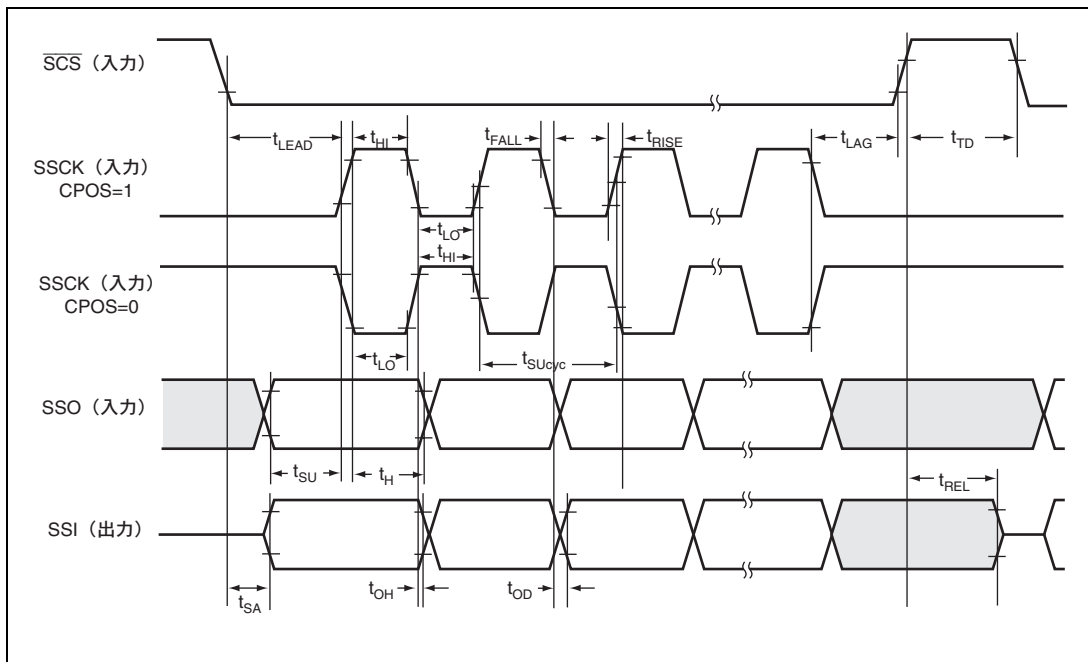 SCS（入力）
tLEAD
tHI
tFALL
tRISE
tLAG
tTD
SSCK（入力）
CPOS=1
tLO
tHI
SSCK（入力）
CPOS=0
tLO
tSUcyc
SSO（入力）
tSU
tH
tREL
SSI（出力）
tSA
tOH
tOD